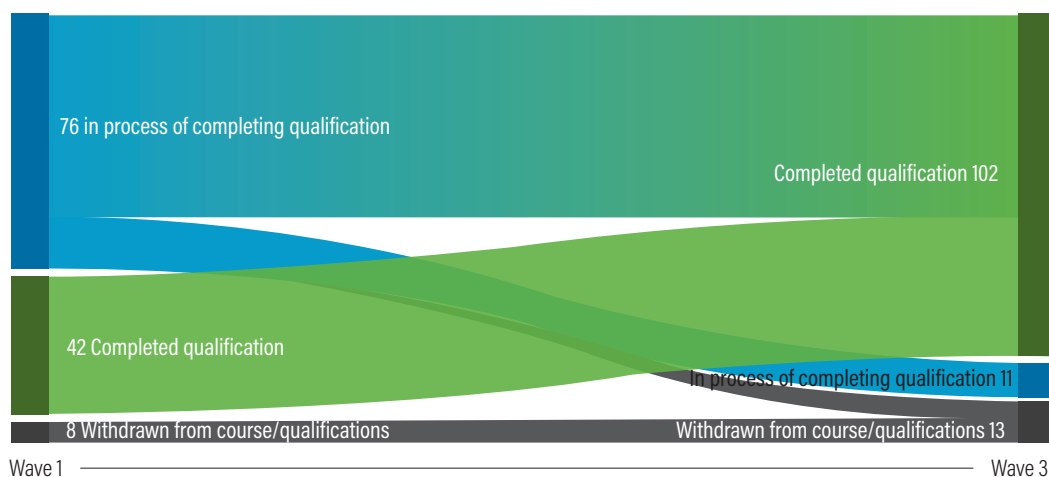 76 in process of completing qualification
Completed qualification 102
42 Completed qualification
In process of completing qualification 11
8 Withdrawn from course/qualifications
Withdrawn from course/qualifications 13
Wave 1
Wave 3